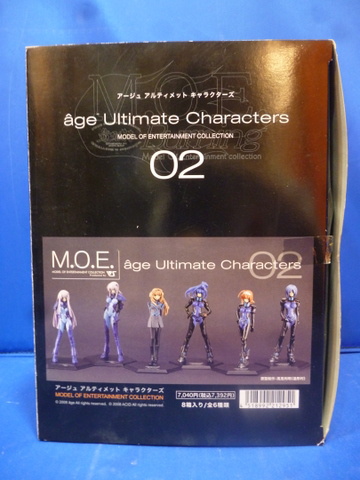 M.O.E.
アージュ アルティメット キャラクターズ
âge Ultimate Characters
MODEL OF ENTERTAINMENT COLLECTION
Model of Entertainment collection
02
M.O.E.
MODEL OF ENTERTAINMENT COLLECTION
âge Ultimate Characters
02
アージュ アルティメット キャラクターズ
MODEL OF ENTERTAINMENT COLLECTION
7,040円(税込7,392円)
8箱入り/全6種類